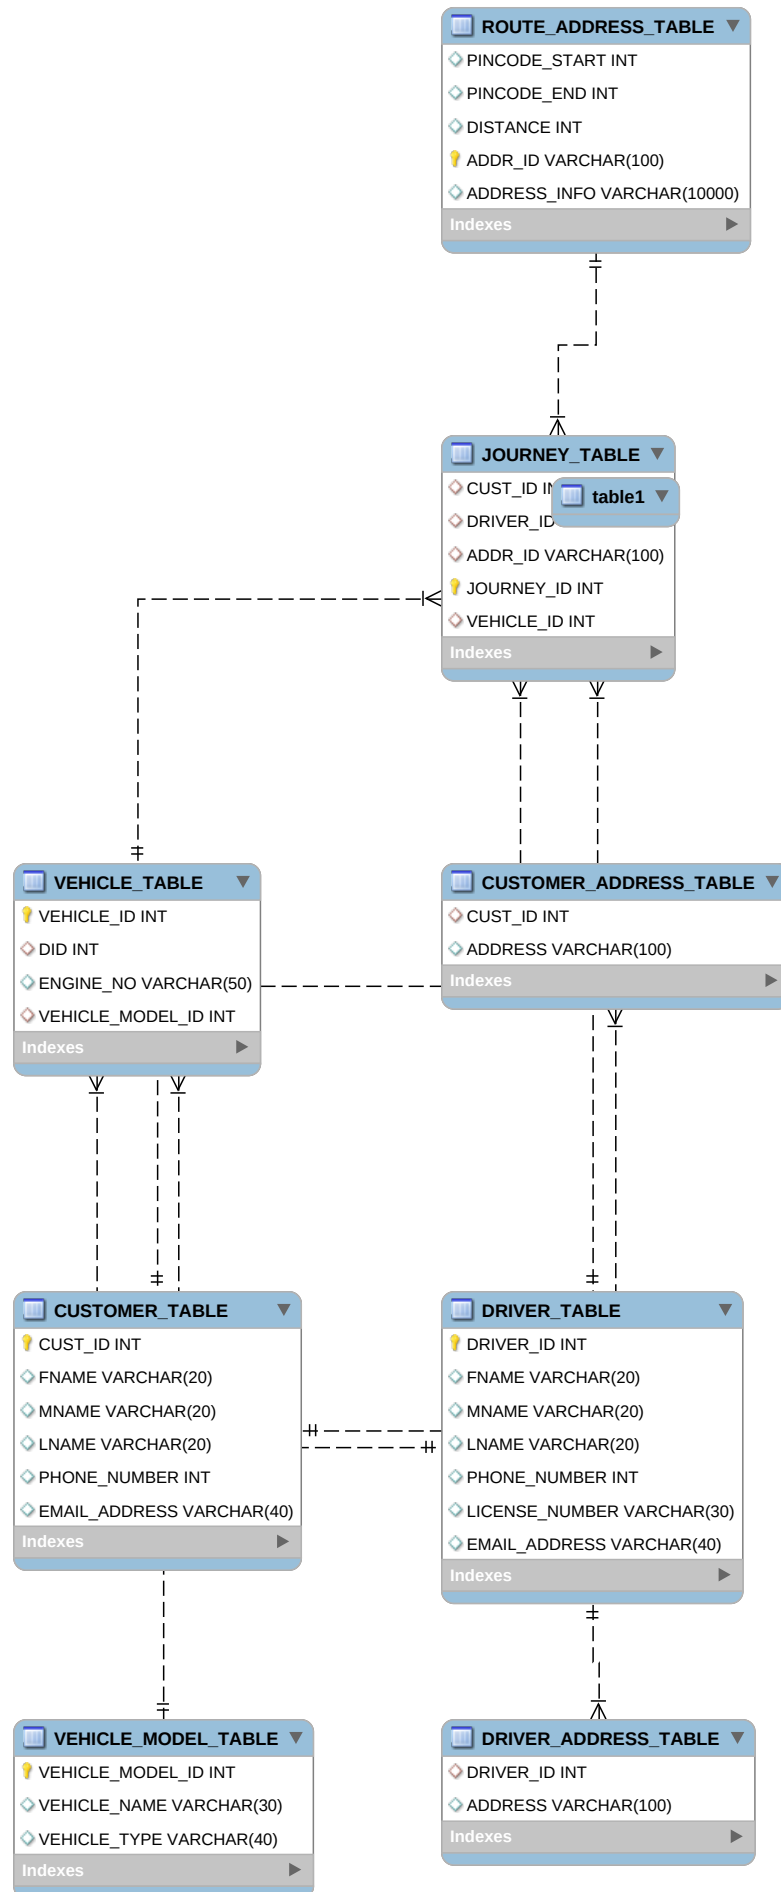 ROUTE_ADDRESS_TABLE
PINCODE_START INT
PINCODE_END INT
DISTANCE INT
ADDR_ID VARCHAR(100)
ADDRESS_INFO VARCHAR(10000)
Indexes
JOURNEY_TABLE
CUST_ID
table1
DRIVER_ID
ADDR_ID VARCHAR(100)
JOURNEY_ID INT
VEHICLE_ID INT
Indexes
VEHICLE_TABLE
VEHICLE_ID INT
DID INT
ENGINE_NO VARCHAR(50)
VEHICLE_MODEL_ID INT
Indexes
CUSTOMER_ADDRESS_TABLE
CUST_ID INT
ADDRESS VARCHAR(100)
Indexes
CUSTOMER_TABLE
CUST_ID INT
FNAME VARCHAR(20)
MNAME VARCHAR(20)
LNAME VARCHAR(20)
PHONE_NUMBER INT
EMAIL_ADDRESS VARCHAR(40)
Indexes
DRIVER_TABLE
DRIVER_ID INT
FNAME VARCHAR(20)
MNAME VARCHAR(20)
LNAME VARCHAR(20)
PHONE_NUMBER INT
LICENSE_NUMBER VARCHAR(30)
EMAIL_ADDRESS VARCHAR(40)
Indexes
VEHICLE_MODEL_TABLE
VEHICLE_MODEL_ID INT
VEHICLE_NAME VARCHAR(30)
VEHICLE_TYPE VARCHAR(40)
Indexes
DRIVER_ADDRESS_TABLE
DRIVER_ID INT
ADDRESS VARCHAR(100)
Indexes